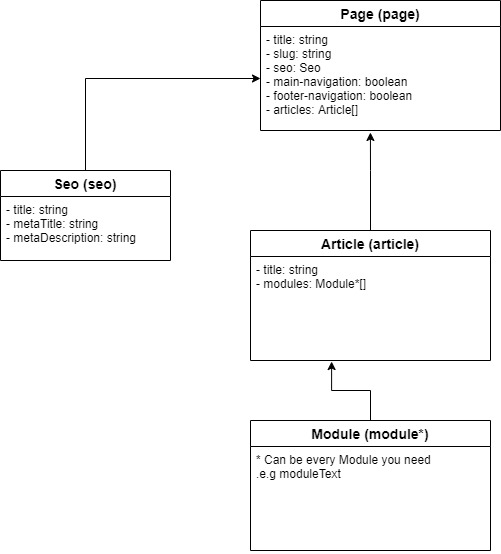 Page (page)
- title: string
- slug: string
- seo: Seo
- main-navigation: boolean
- footer-navigation: boolean
- articles: Article[]
Seo (seo)
- title: string
- metaTitle: string
- metaDescription: string
Article (article)
- title: string
- modules: Module*[]
Module (module*)
* Can be every Module you need
.e.g moduleText